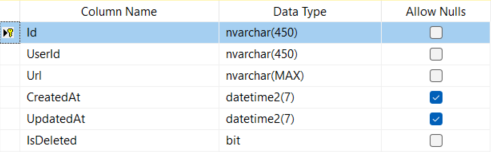 Column Name Data Type Allow Nulls
Id nvarchar(450)
UserId nvarchar(450)
Url nvarchar(MAX)
CreatedAt datetime2(7)
UpdatedAt datetime2(7)
IsDeleted bit